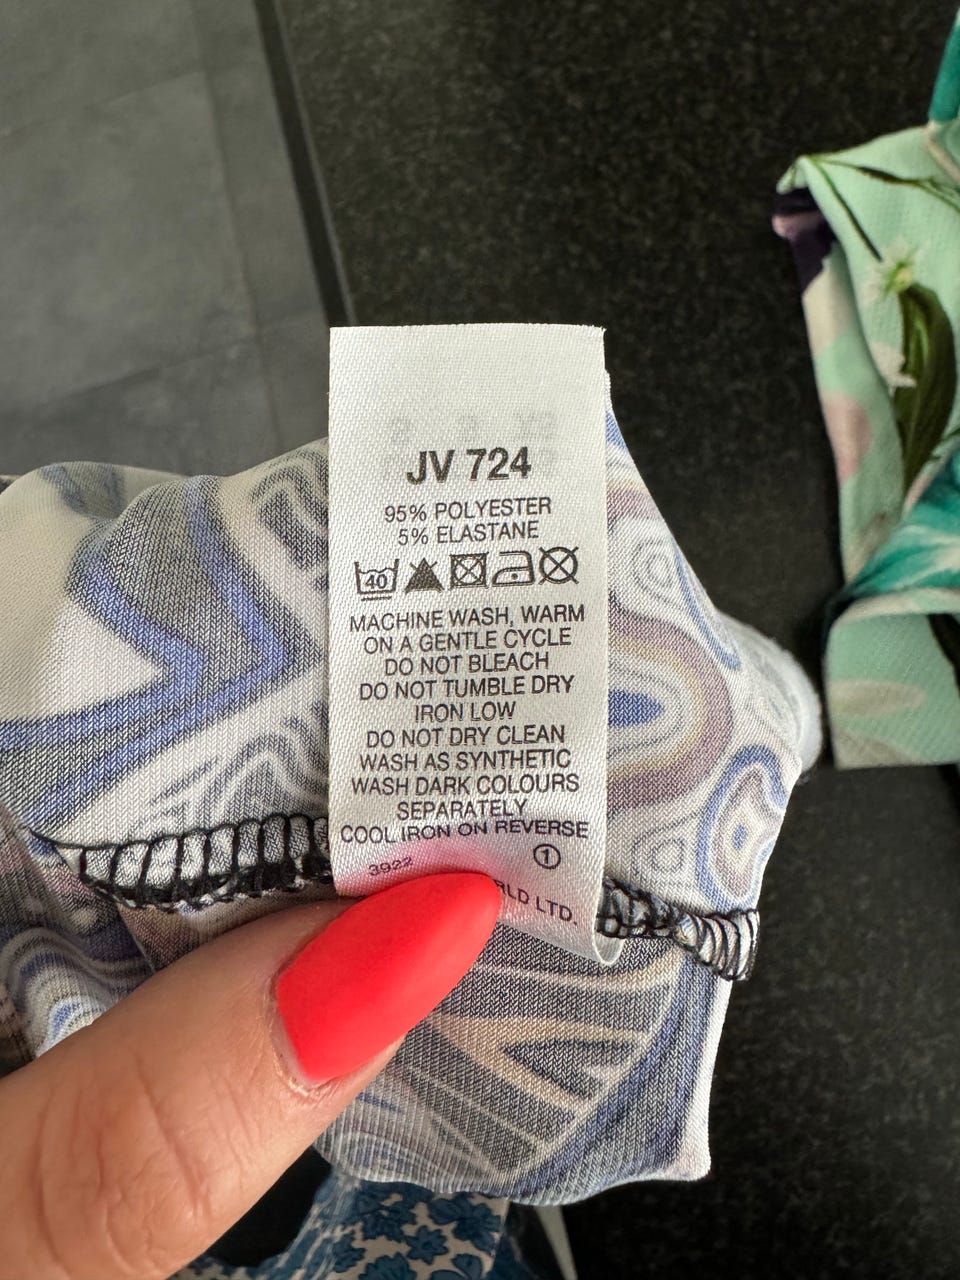 JV 724
95% POLYESTER
5% ELASTANE
40
MACHINE WASH, WARM
ON A GENTLE CYCLE
DO NOT BLEACH
DO NOT TUMBLE DRY
IRON LOW
DO NOT DRY CLEAN
WASH AS SYNTHETIC
WASH DARK COLOURS
SEPARATELY
COOL IRON ON REVERSE
3922 1
LTD.